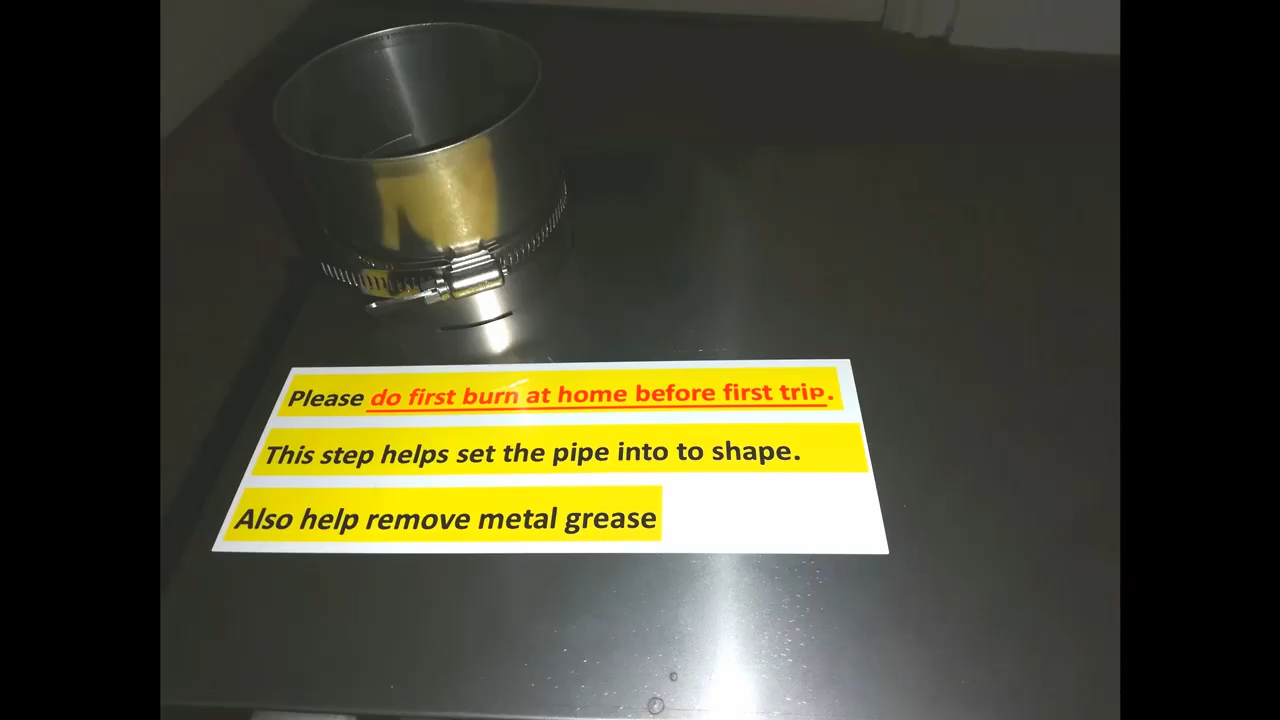 Please do first burn at home before first trip.
This step helps set the pipe into to shape.
Also help remove metal grease